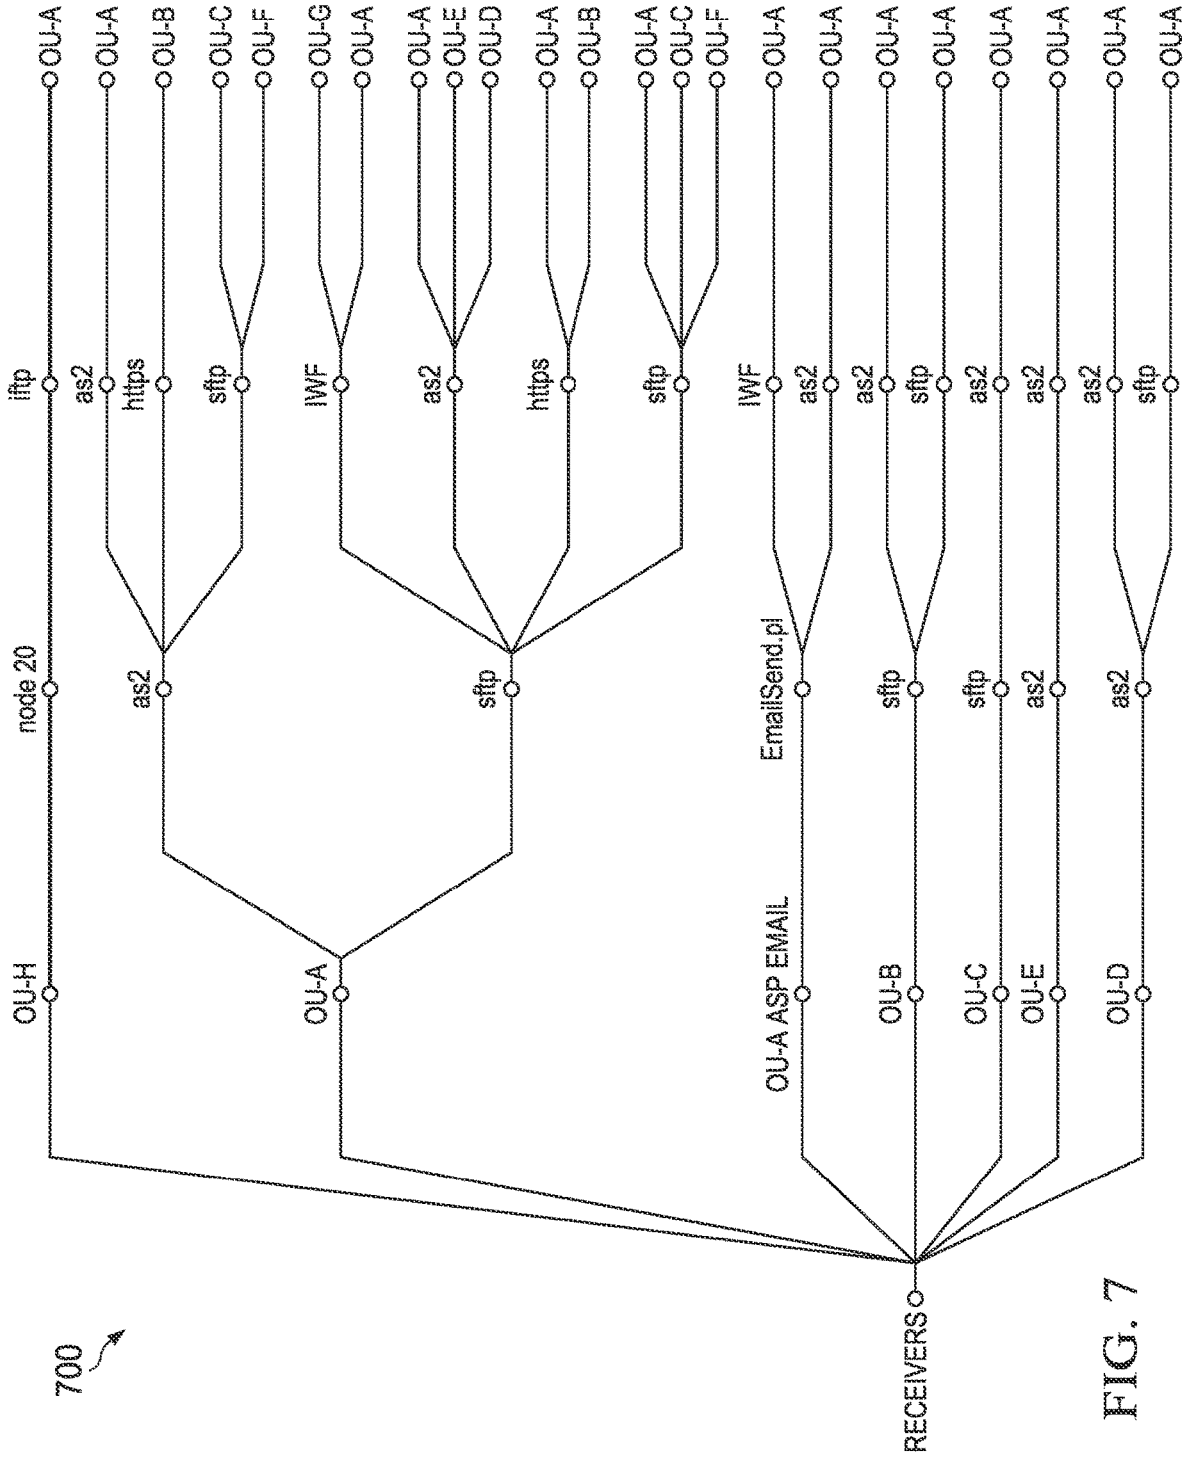 700
OU-H
node 20
iftp
OU-A
as2
OU-A
as2
https
OU-B
sftp
OU-C
OU-F
OU-A
IWF
OU-G
OU-A
as2
OU-A
OU-E
OU-D
sftp
https
OU-A
OU-B
sftp
OU-A
OU-C
OU-F
OU-A ASP EMAIL
EmailSend.pl
IWF
OU-A
as2
OU-A
RECEIVERS
OU-B
sftp
as2
OU-A
sftp
OU-A
OU-C
sftp
as2
OU-A
OU-E
as2
as2
OU-A
OU-D
as2
as2
OU-A
sftp
OU-A
FIG. 7